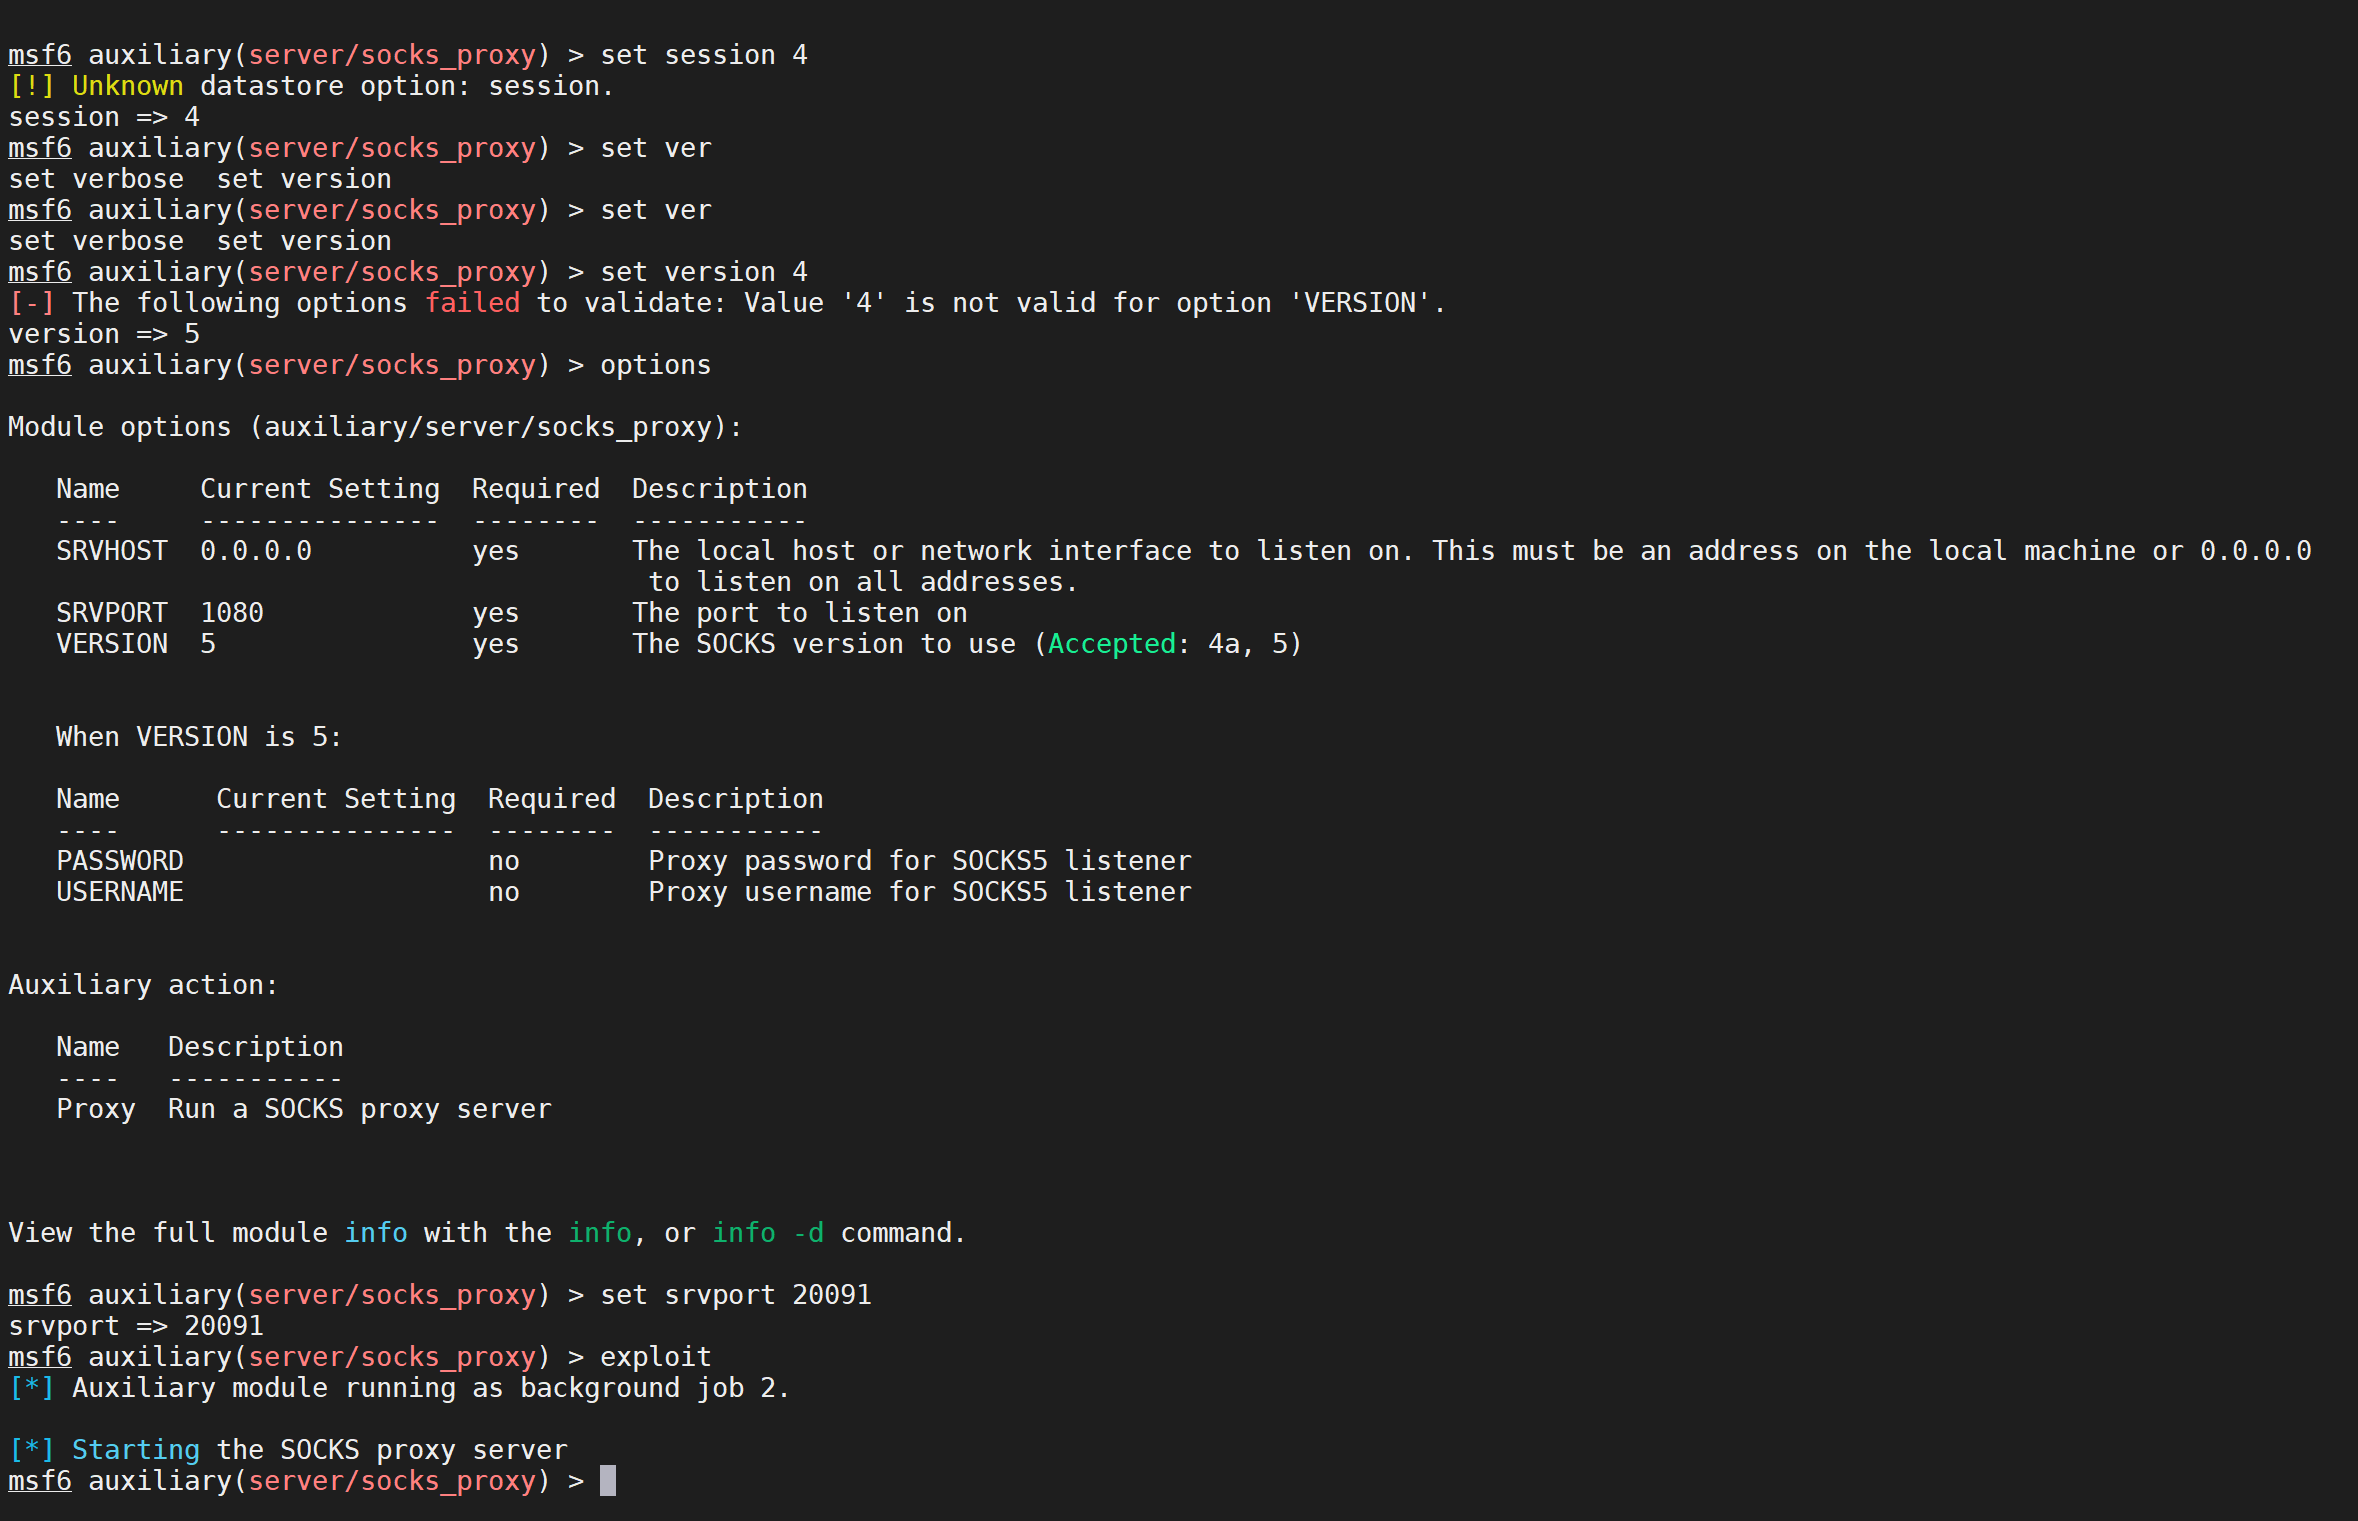 msf6 auxiliary(server/socks_proxy) > set session 4
[!] Unknown datastore option: session.
session => 4
msf6 auxiliary(server/socks_proxy) > set ver
set verbose  set version
msf6 auxiliary(server/socks_proxy) > set ver
set verbose  set version
msf6 auxiliary(server/socks_proxy) > set version 4
[-] The following options failed to validate: Value '4' is not valid for option 'VERSION'.
version => 5
msf6 auxiliary(server/socks_proxy) > options

Module options (auxiliary/server/socks_proxy):

   Name     Current Setting  Required  Description
   ----     ---------------  --------  -----------
   SRVHOST  0.0.0.0          yes       The local host or network interface to listen on. This must be an address on the local machine or 0.0.0.0
                                        to listen on all addresses.
   SRVPORT  1080             yes       The port to listen on
   VERSION  5                yes       The SOCKS version to use (Accepted: 4a, 5)


   When VERSION is 5:

   Name      Current Setting  Required  Description
   ----      ---------------  --------  -----------
   PASSWORD                   no        Proxy password for SOCKS5 listener
   USERNAME                   no        Proxy username for SOCKS5 listener


Auxiliary action:

   Name   Description
   ----   -----------
   Proxy  Run a SOCKS proxy server



View the full module info with the info, or info -d command.

msf6 auxiliary(server/socks_proxy) > set srvport 20091
srvport => 20091
msf6 auxiliary(server/socks_proxy) > exploit
[*] Auxiliary module running as background job 2.

[*] Starting the SOCKS proxy server
msf6 auxiliary(server/socks_proxy) >